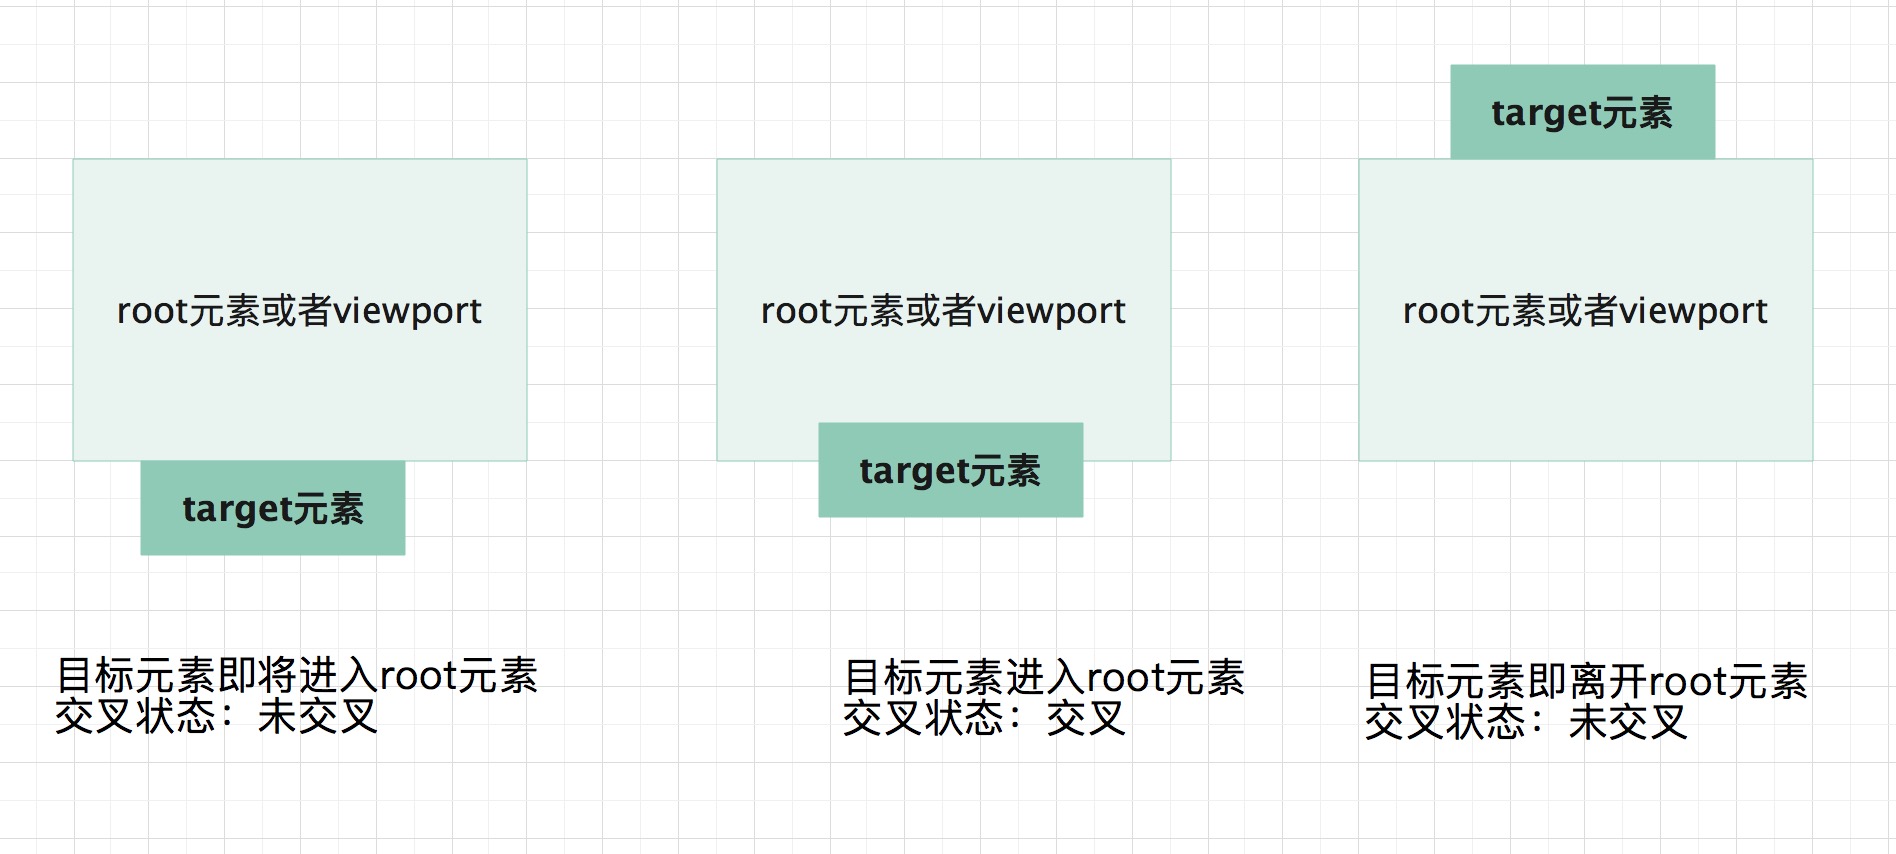 target元素
root元素或者viewport
root元素或者viewport
root元素或者viewport
target元素
target元素
目标元素即将进入root元素
交叉状态：未交叉
目标元素进入root元素
交叉状态：交叉
目标元素即离开root元素
交叉状态：未交叉